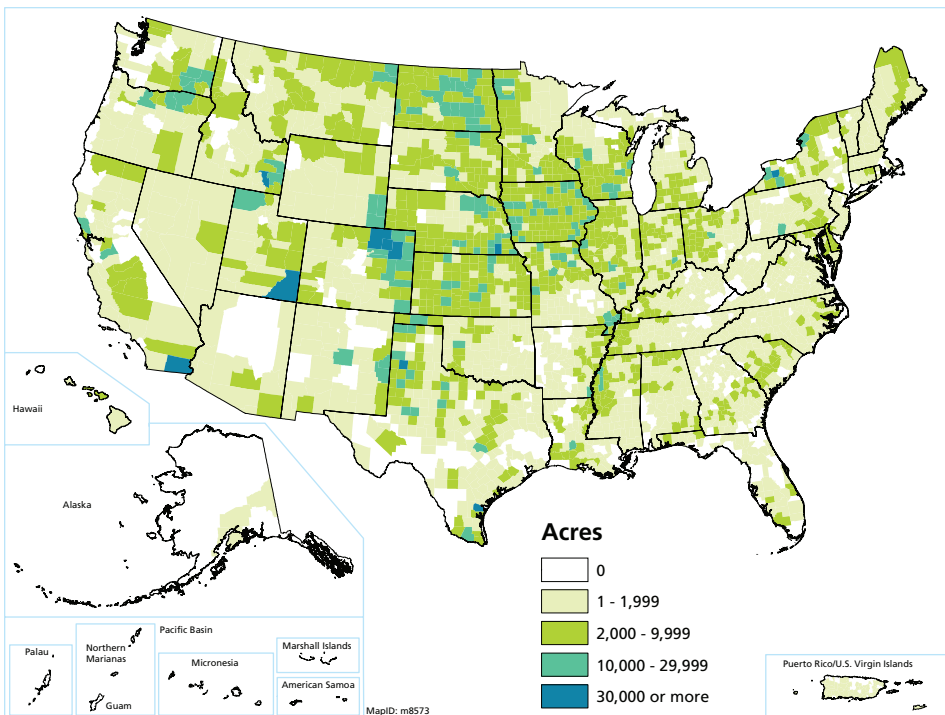 Hawaii
Alaska
Acres
0
1 - 1,999
2,000 - 9,999
10,000 - 29,999
30,000 or more
Pacific Basin
Palau
Northern
Marianas
Guam
Micronesia
Marshall Islands
American Samoa
MapID: m8573
Puerto Rico/U.S. Virgin Islands